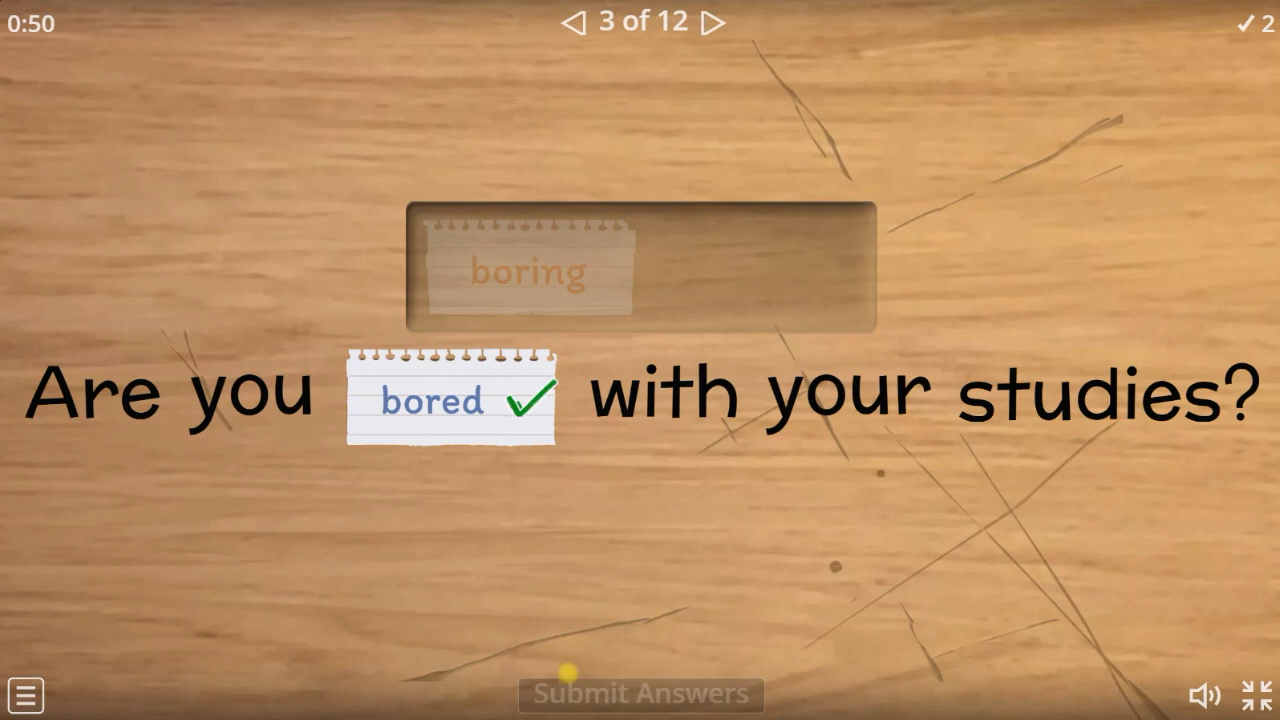 0:50
3 of 12
✓ 2
boring
Are you bored ✓ with your studies?
Submit Answers